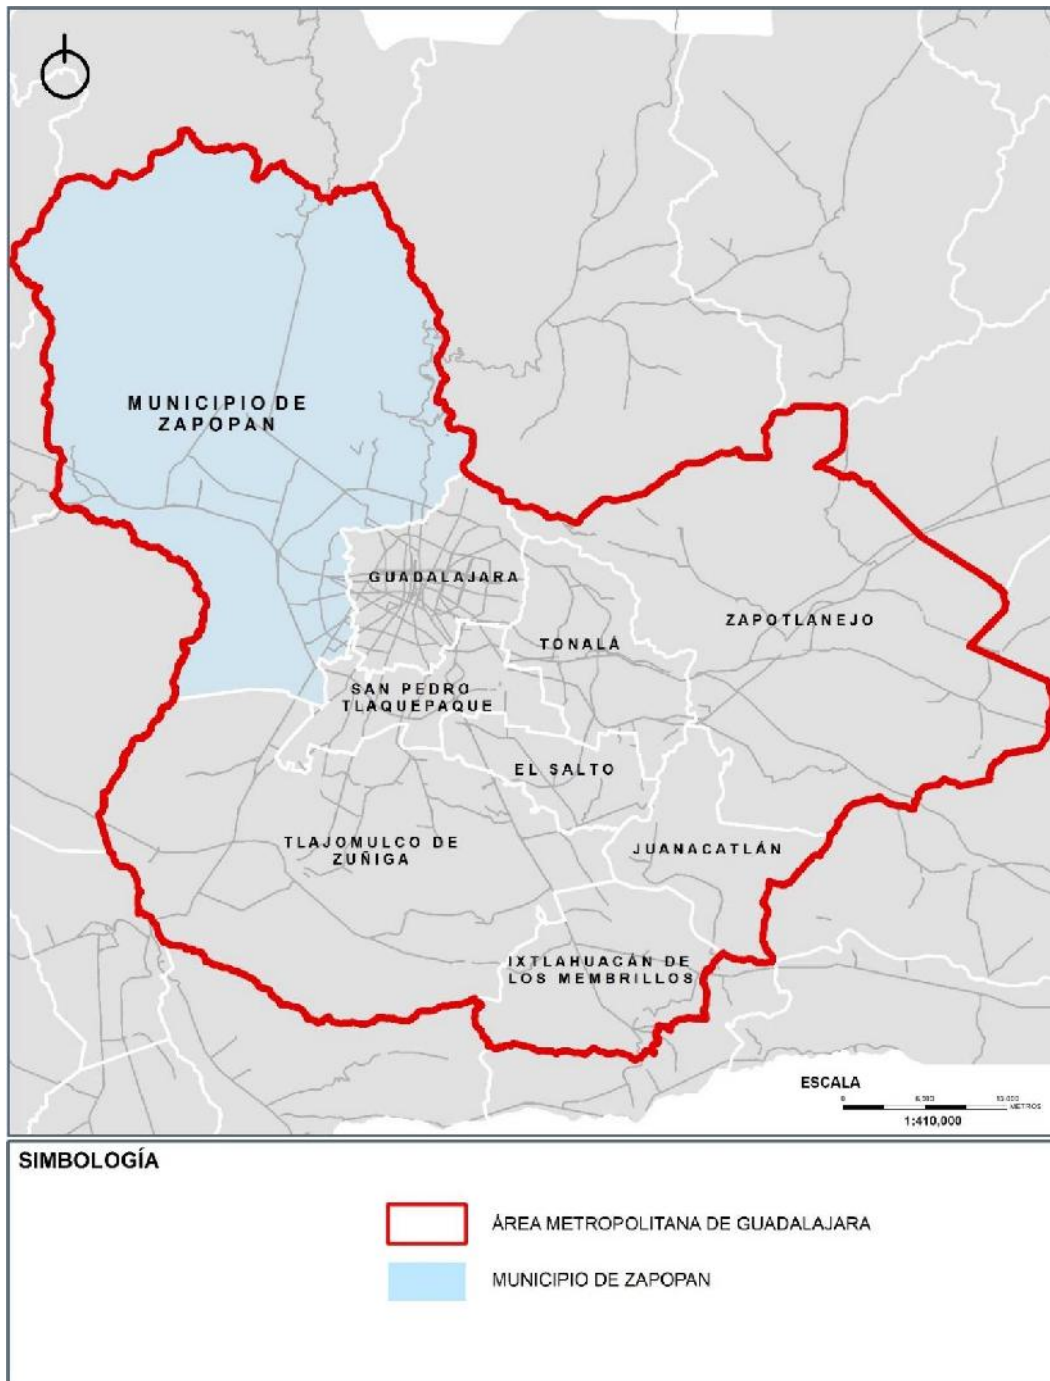 MUNICIPIO DE
ZAPOPAN
GUADALAJARA
ZAPOTLANEJO
TONALÁ
SAN PEDRO
TLAQUEPAQUE
EL SALTO
TLAJOMULCO DE
ZUÑIGA
JUANACATLÁN
IXTLAHUACÁN DE
LOS MEMBRILLOS
ESCALA
0
METROS
1:410,000
SIMBOLOGÍA
ÁREA METROPOLITANA DE GUADALAJARA
MUNICIPIO DE ZAPOPAN